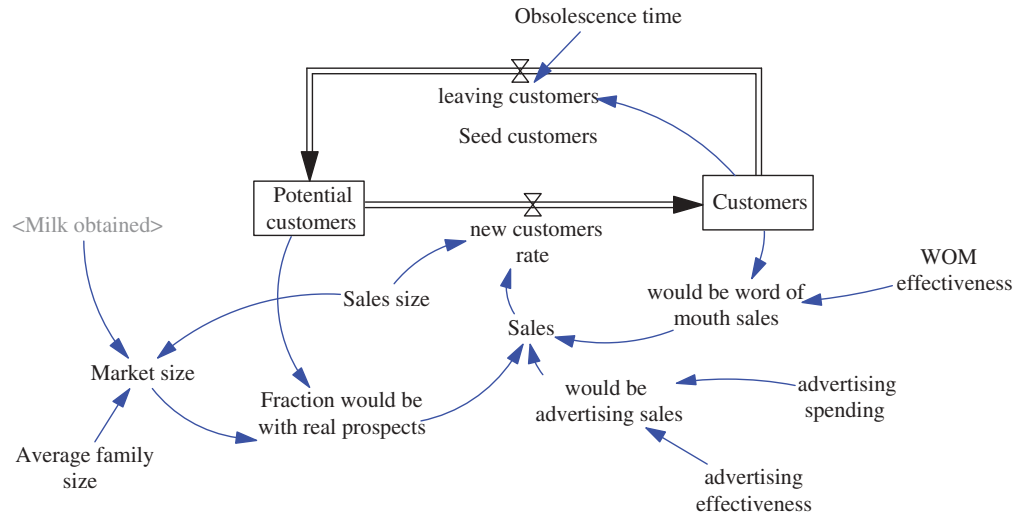 Obsolescence time
leaving customers
Seed customers
Potential
customers
Customers
<Milk obtained>
new customers
rate
WOM
effectiveness
Sales size
would be word of
mouth sales
Sales
Market size
would be
advertising sales
advertising
spending
Fraction would be
with real prospects
Average family
size
advertising
effectiveness